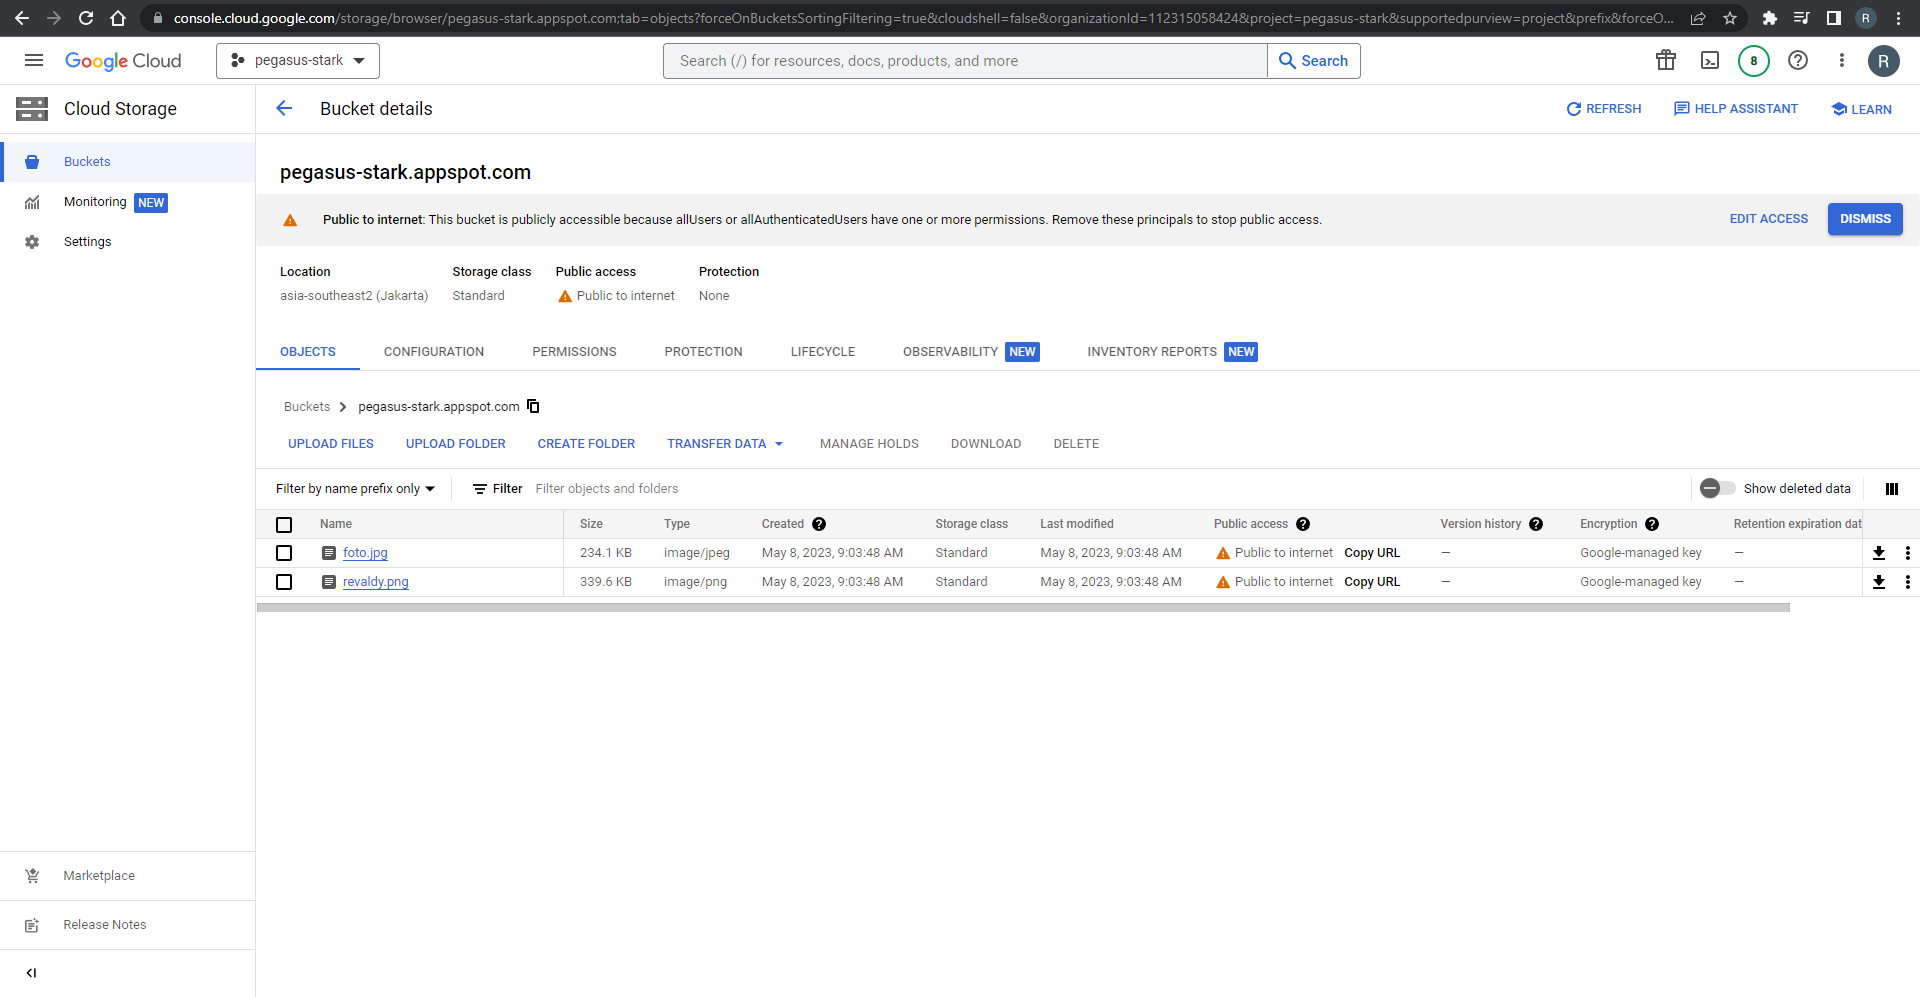 console.cloud.google.com/storage/browser/pegasus-stark.appspot.com;tab=objects?forceOnBucketsSortingFiltering=true&cloudshell=false&organizationId=112315058424&project=pegasus-stark&supportedpurview=project&prefix&forceO... R
Google Cloud pegasus-stark Search (/) for resources, docs, products, and more Search 8 R
Cloud Storage Bucket details REFRESH HELP ASSISTANT LEARN
Buckets
Monitoring NEW
Settings
pegasus-stark.appspot.com
Public to internet: This bucket is publicly accessible because allUsers or allAuthenticatedUsers have one or more permissions. Remove these principals to stop public access. EDIT ACCESS DISMISS
Location Storage class Public access Protection
asia-southeast2 (Jakarta) Standard Public to internet None
OBJECTS CONFIGURATION PERMISSIONS PROTECTION LIFECYCLE OBSERVABILITY NEW INVENTORY REPORTS NEW
Buckets pegasus-stark.appspot.com
UPLOAD FILES UPLOAD FOLDER CREATE FOLDER TRANSFER DATA MANAGE HOLDS DOWNLOAD DELETE
Filter by name prefix only Filter Filter objects and folders Show deleted data
Name Size Type Created Storage class Last modified Public access Version history Encryption Retention expiration dat
foto.jpg 234.1 KB image/jpeg May 8, 2023, 9:03:48 AM Standard May 8, 2023, 9:03:48 AM Public to internet Copy URL — Google-managed key —
revaldy.png 339.6 KB image/png May 8, 2023, 9:03:48 AM Standard May 8, 2023, 9:03:48 AM Public to internet Copy URL — Google-managed key —
Marketplace
Release Notes